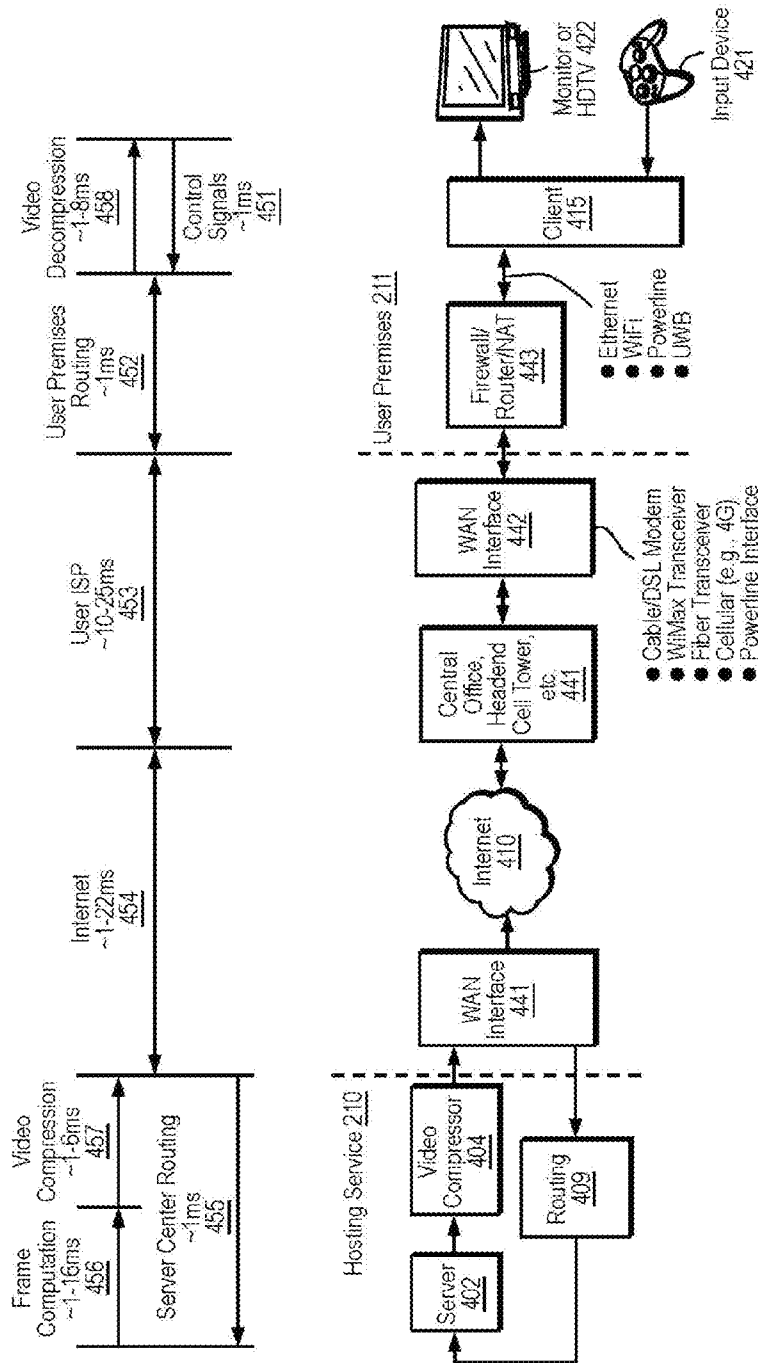 Frame
Computation
~1-16ms
456
Video
Compression
~1-6ms
457
Server Center Routing
~1ms
455
Internet
~1-22ms
454
User ISP
~10-25ms
453
User Premises
Routing
~1ms
452
Video
Decompression
~1-8ms
458
Control
Signals
~1ms
451
Hosting Service 210
Server
402
Video
Compressor
404
Routing
409
WAN
Interface
441
Internet
410
Central
Office,
Headend
Cell Tower,
etc.
441
WAN
Interface
442
● Cable/DSL Modem
● WiMax Transceiver
● Fiber Transceiver
● Cellular (e.g., 4G)
● Powerline Interface
User Premises 211
Firewall/
Router/NAT
443
● Ethernet
● WiFi
● Powerline
● UWB
Client
415
Monitor or
HDTV 422
Input Device
421